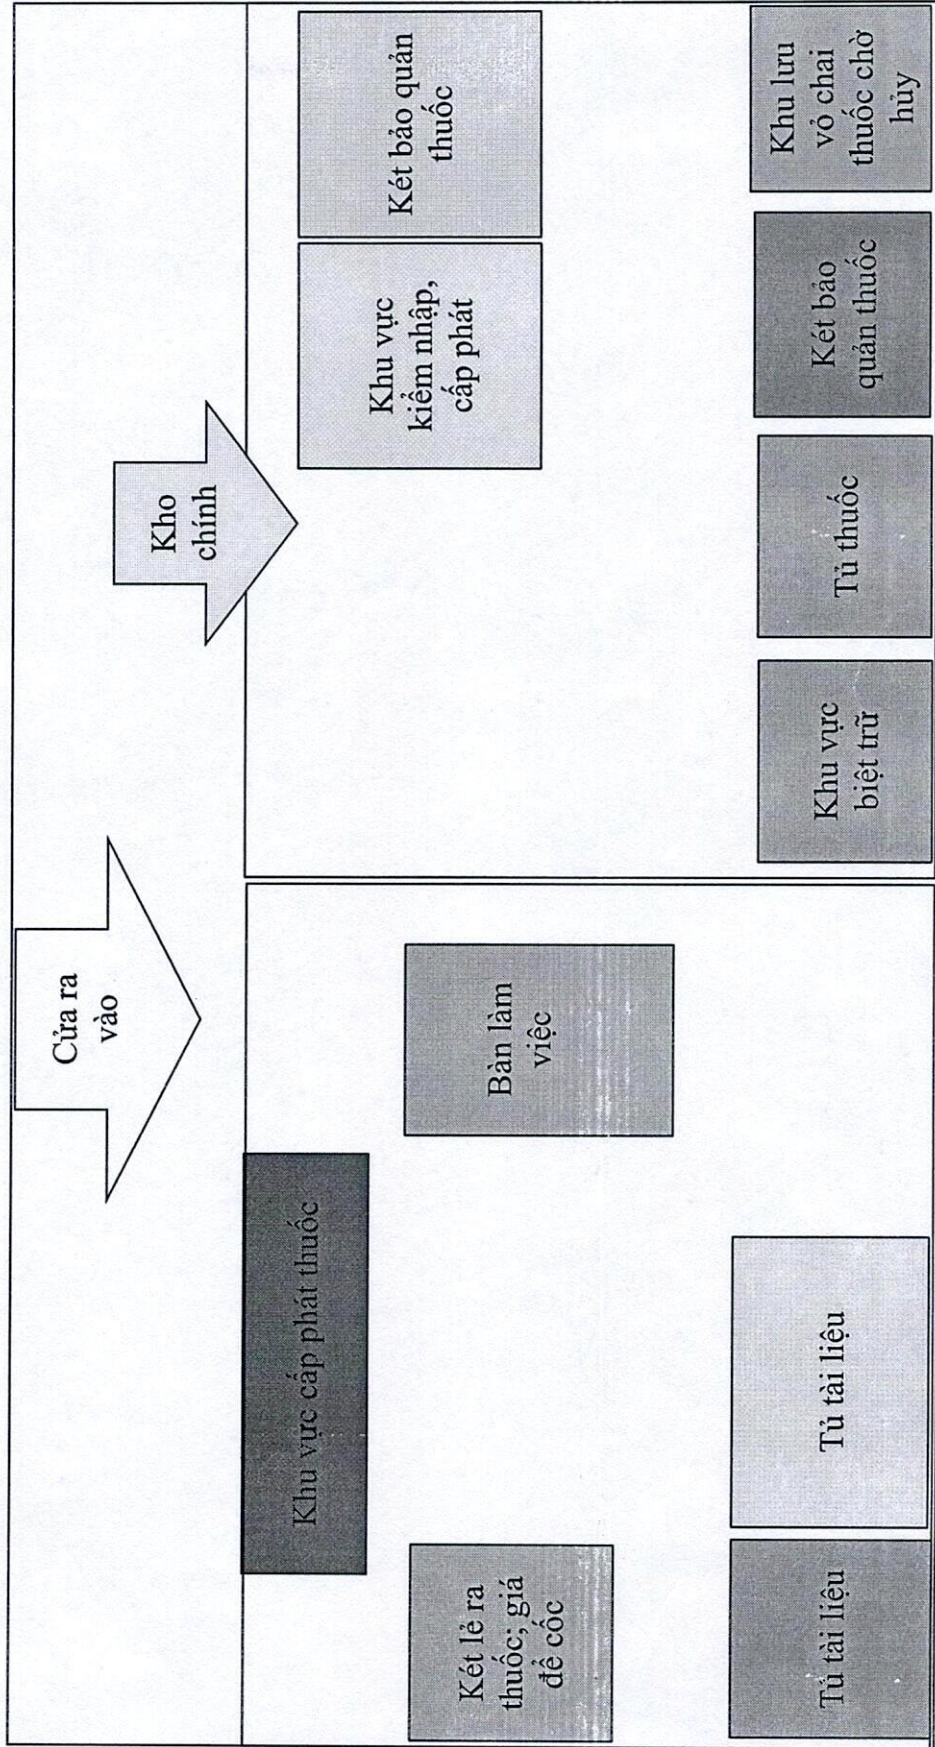 Cửa ra
vào
Kho
chính
Khu vực cấp phát thuốc
Két lẻ ra
thuốc; giá
để cốc
Bàn làm
việc
Tủ tài liệu
Tủ tài liệu
Khu vực
kiểm nhập,
cấp phát
Két bảo quản
thuốc
Khu vực
biệt trữ
Tủ thuốc
Két bảo
quản thuốc
Khu lưu
vỏ chai
thuốc chờ
hủy